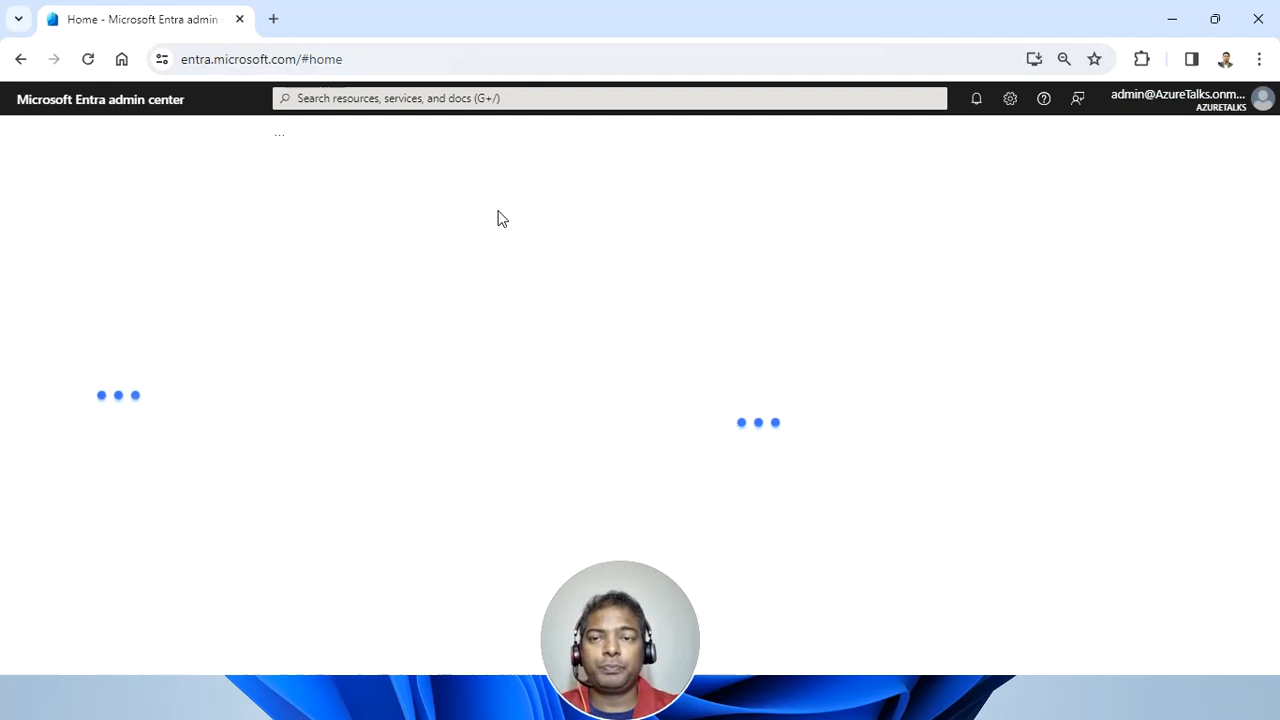 Home - Microsoft Entra admin
entra.microsoft.com/#home
Microsoft Entra admin center
Search resources, services, and docs (G+/)
admin@AzureTalks.onm...
AZURETALKS
...